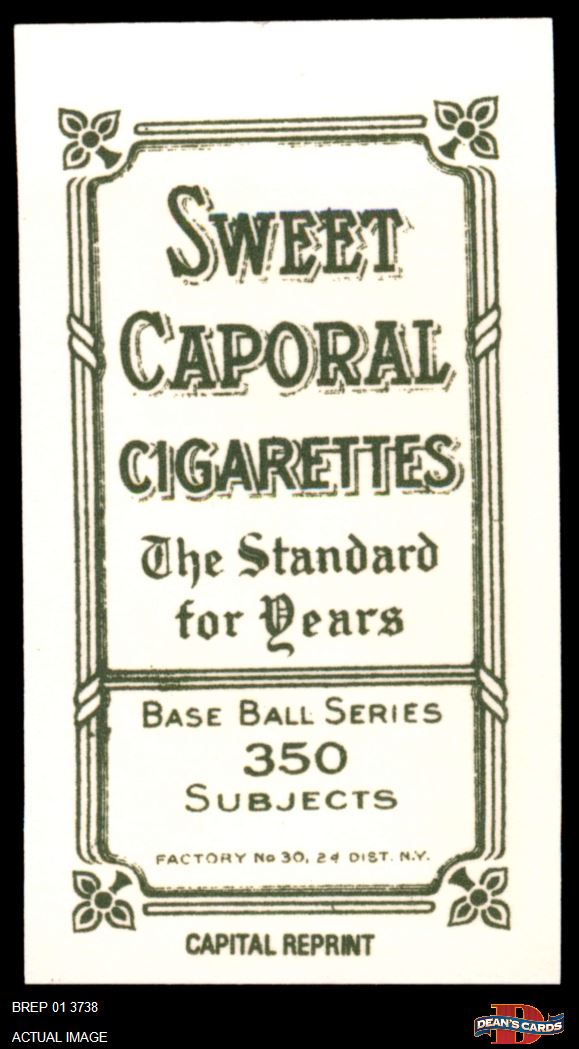 SWEET
CAPORAL
CIGARETTES
The Standard
for Years
BASE BALL SERIES
350
SUBJECTS
FACTORY No 30, 2d DIST. N.Y.
CAPITAL REPRINT
BREP 01 3738
ACTUAL IMAGE
D
DEAN'S CARDS